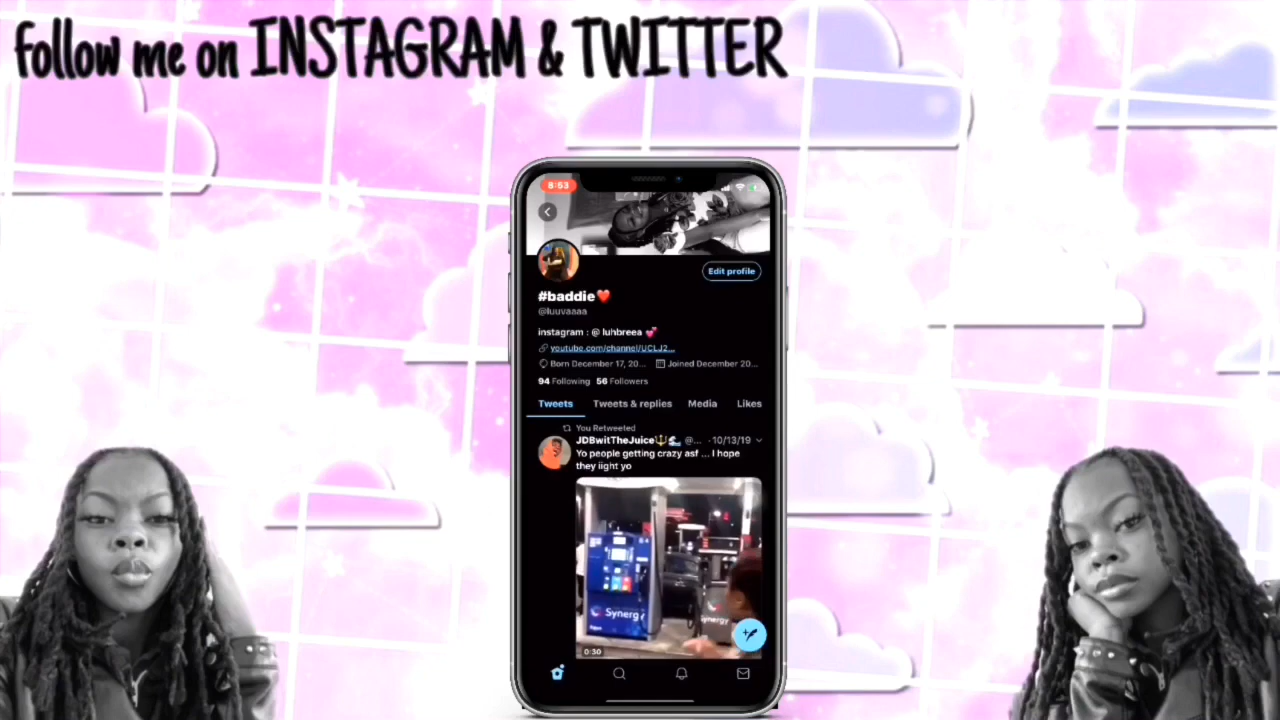 follow me on INSTAGRAM & TWITTER
8:53
Edit profile
#baddie❤️
@luuvaaaa
instagram : @ luhbreea 💞
youtube.com/channel/UCLJ2...
Born December 17, 20... Joined December 20...
94 Following 56 Followers
Tweets Tweets & replies Media Likes
You Retweeted
JDBwitTheJuice🔱🌊 @... · 10/13/19
Yo people getting crazy asf ... I hope
they iight yo
Synergy
Synergy
0:30